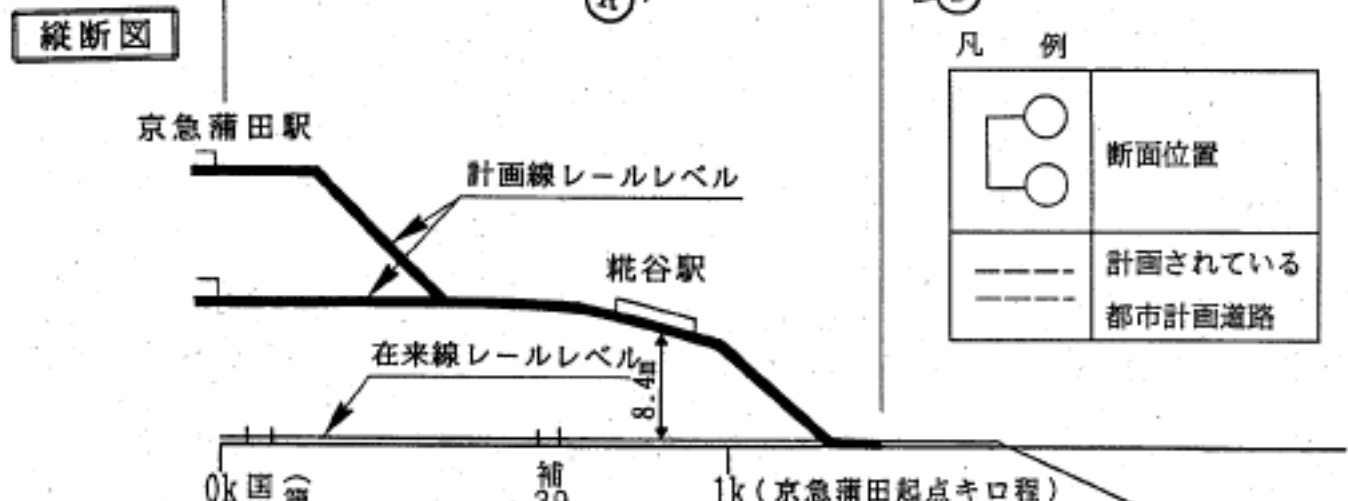 縦断図
凡 例
京急蒲田駅
断面位置
計画線レールレベル
計画されている
都市計画道路
糀谷駅
在来線レールレベル
8.4m
0k 国
補
1k(京急蒲田起点キロ程)